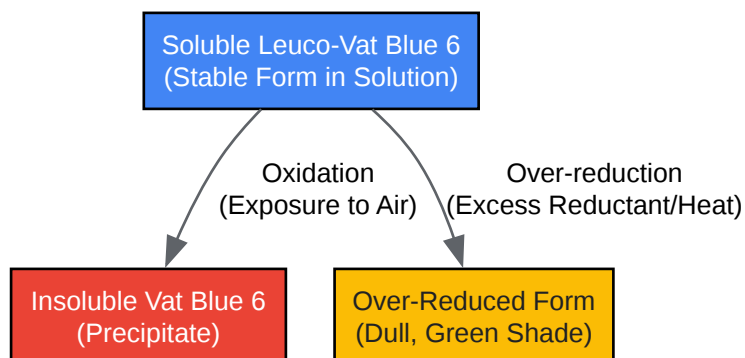 Soluble Leuco-Vat Blue 6
(Stable Form in Solution)
Oxidation
(Exposure to Air)
Over-reduction
(Excess Reductant/Heat)
Insoluble Vat Blue 6
(Precipitate)
Over-Reduced Form
(Dull, Green Shade)